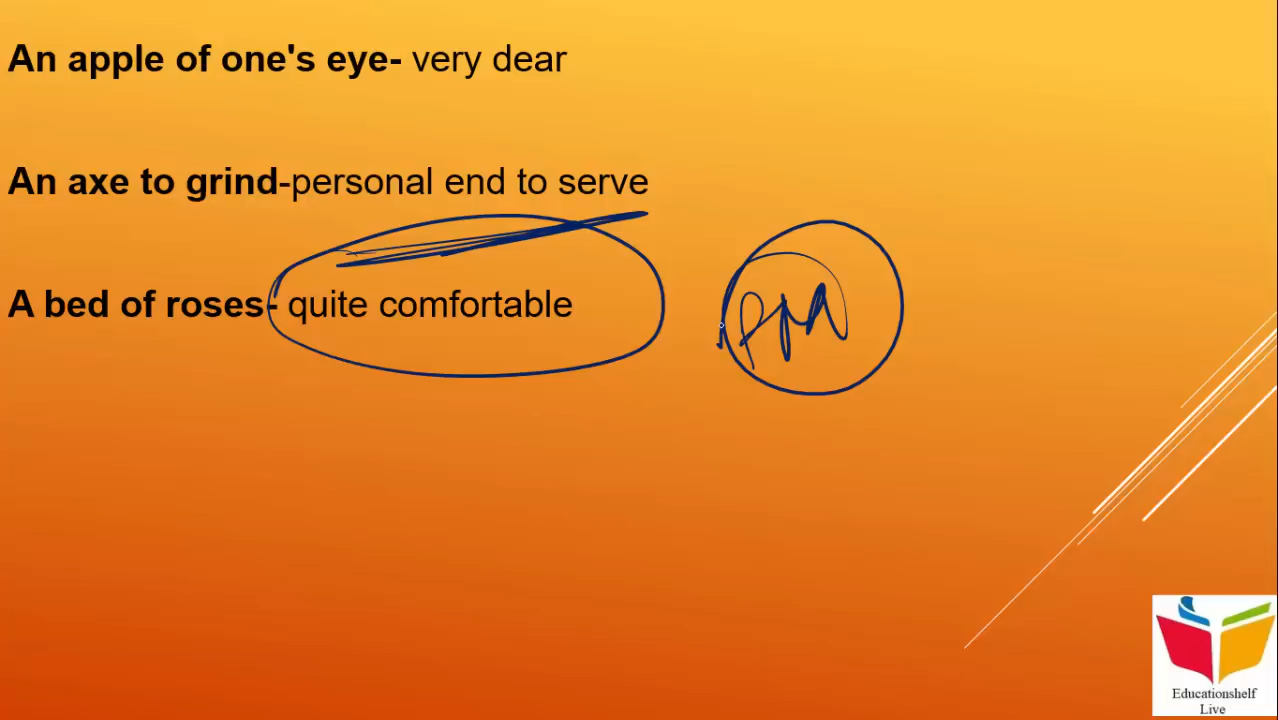 An apple of one's eye- very dear
An axe to grind-personal end to serve
A bed of roses- quite comfortable
Educationshelf
Live